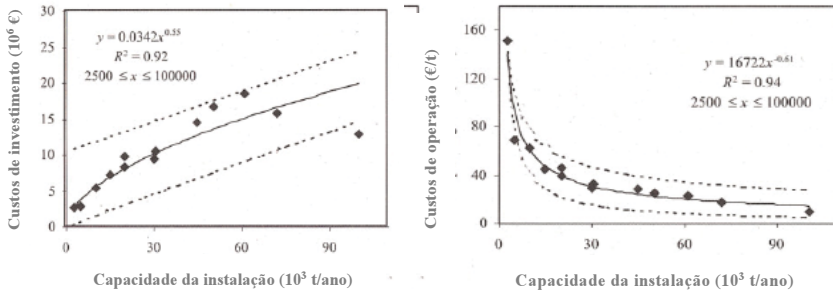 Custos de investimento (10⁶ €)
30
25
20
15
10
5
0
y = 0.0342x^0.55
R² = 0.92
2500 ≤ x ≤ 100000
0
30
60
90
Capacidade da instalação (10³ t/ano)
Custos de operação (€/t)
160
120
80
40
0
y = 16722x^-0.61
R² = 0.94
2500 ≤ x ≤ 100000
0
30
60
90
Capacidade da instalação (10³ t/ano)